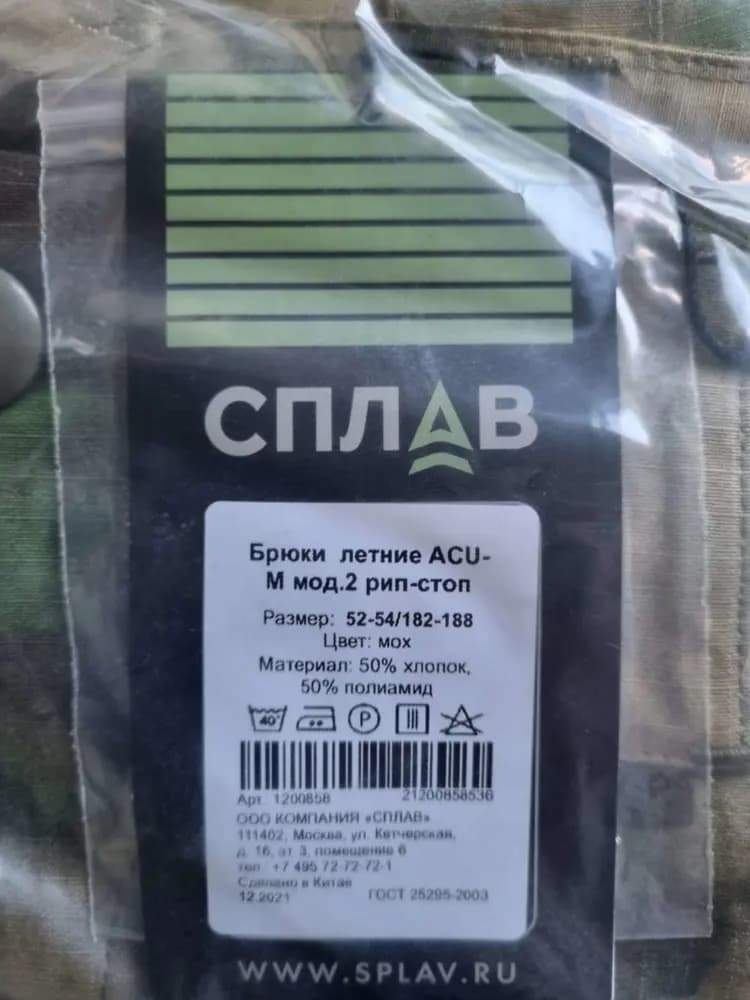 СПЛАВ
Брюки летние ACU-
М мод.2 рип-стоп
Размер: 52-54/182-188
Цвет: мох
Материал: 50% хлопок,
50% полиамид
40° P
Арт. 1200858 21200858536
ООО КОМПАНИЯ «СПЛАВ»
111402, Москва, ул. Кетчерская,
д. 16, эт 3, помещение 6
тел.: +7 495 72-72-72-1
Сделано в Китае
12.2021 ГОСТ 25295-2003
WWW.SPLAV.RU